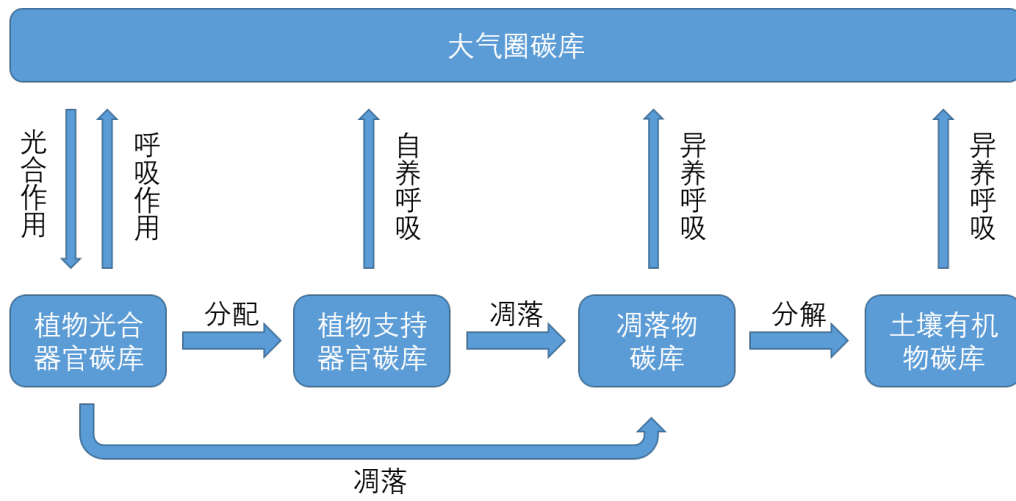 大气圈碳库
光合作用
呼吸作用
自养呼吸
异养呼吸
异养呼吸
植物光合
器官碳库
分配
植物支持
器官碳库
凋落
凋落物
碳库
分解
土壤有机
物碳库
凋落